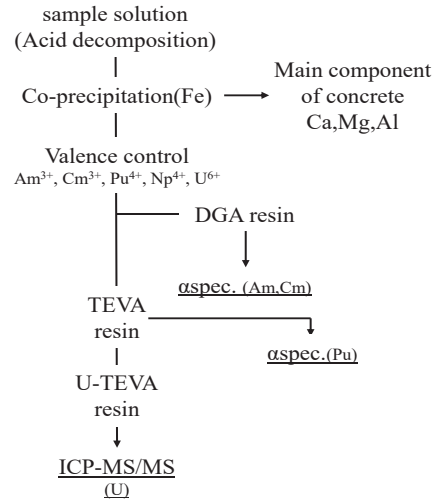 sample solution
(Acid decomposition)
Co-precipitation(Fe)
Main component
of concrete
Ca,Mg,Al
Valence control
Am³⁺, Cm³⁺, Pu⁴⁺, Np⁴⁺, U⁶⁺
DGA resin
αspec. (Am,Cm)
TEVA
resin
αspec.(Pu)
U-TEVA
resin
ICP-MS/MS
(U)